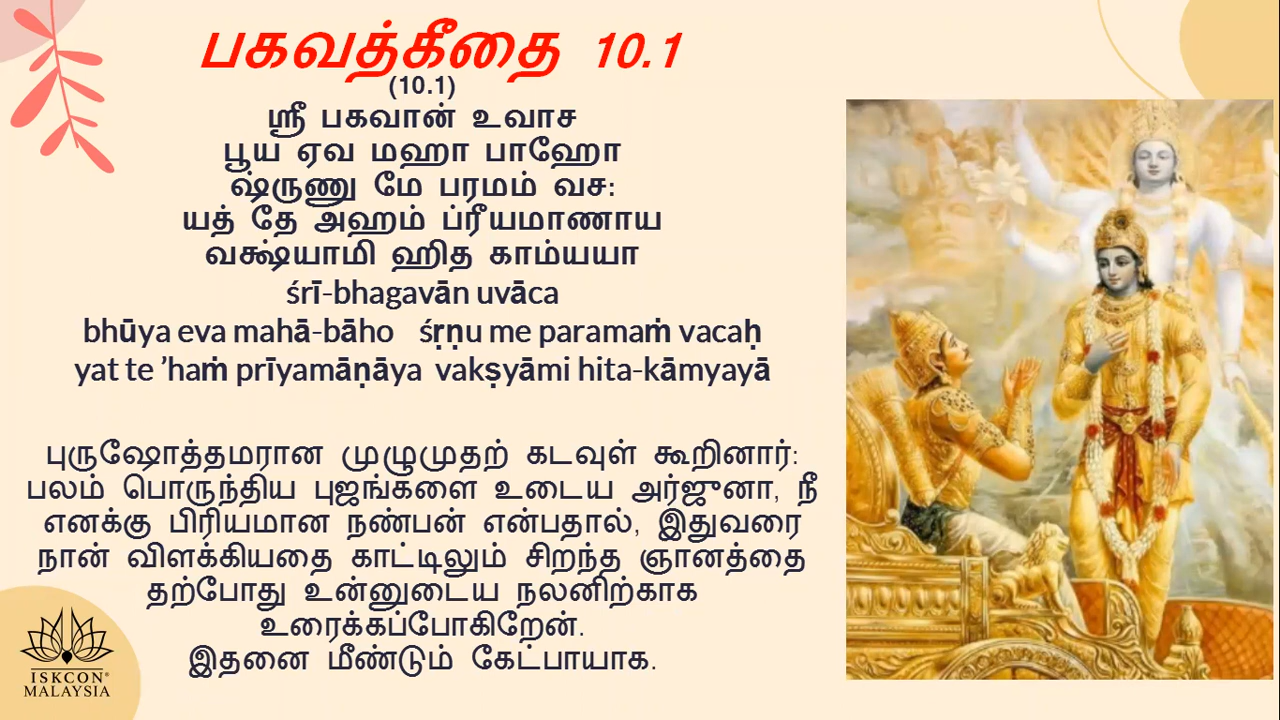 பகவத்கீதை 10.1
(10.1)
ஸ்ரீ பகவான் உவாச
பூய ஏவ மஹா பாஹோ
ஷ்ருணு மே பரமம் வச:
யத் தே அஹம் ப்ரீயமாணாய
வக்ஷ்யாமி ஹித காம்யயா
śrī-bhagavān uvāca
bhūya eva mahā-bāho śṛṇu me paramaṁ vacaḥ
yat te ’haṁ prīyamāṇāya vakṣyāmi hita-kāmyayā
புருஷோத்தமரான முழுமுதற் கடவுள் கூறினார்:
பலம் பொருந்திய புஜங்களை உடைய அர்ஜுனா, நீ
எனக்கு பிரியமான நண்பன் என்பதால், இதுவரை
நான் விளக்கியதை காட்டிலும் சிறந்த ஞானத்தை
தற்போது உன்னுடைய நலனிற்காக
உரைக்கப்போகிறேன்.
இதனை மீண்டும் கேட்பாயாக.
ISKCON®
MALAYSIA